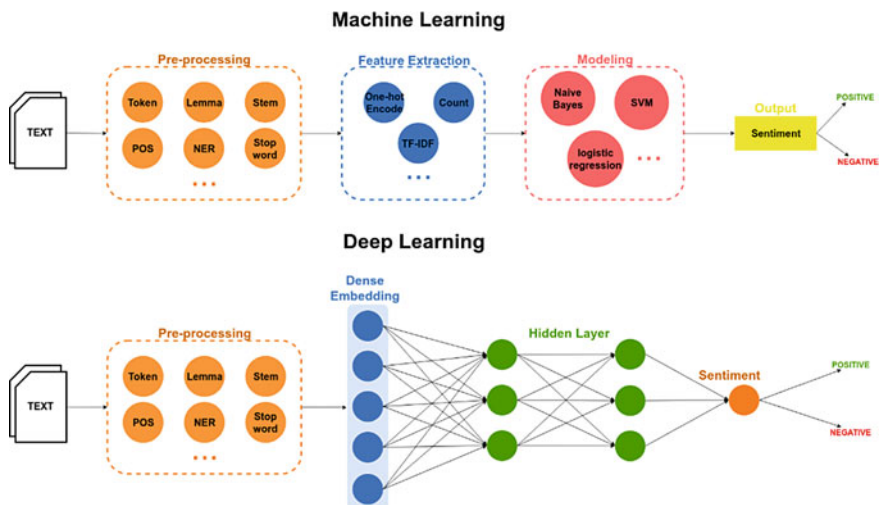 Machine Learning
Pre-processing
Feature Extraction
Modeling
TEXT
Token
Lemma
Stem
POS
NER
Stop
word
...
One-hot
Encode
Count
TF-IDF
...
Naive
Bayes
SVM
logistic
regression
...
Output
Sentiment
POSITIVE
NEGATIVE
Deep Learning
Dense
Embedding
Pre-processing
Hidden Layer
TEXT
Token
Lemma
Stem
POS
NER
Stop
word
...
Sentiment
POSITIVE
NEGATIVE